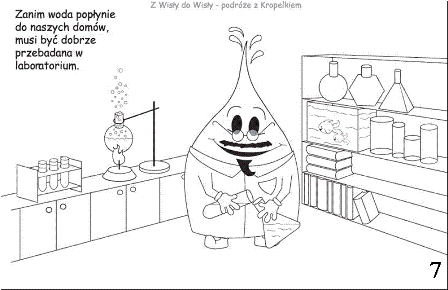 Z Wisły do Wisły - podróże z Kropelkiem
Zanim woda popłynie
do naszych domów,
musi być dobrze
przebadana w
laboratorium.
7